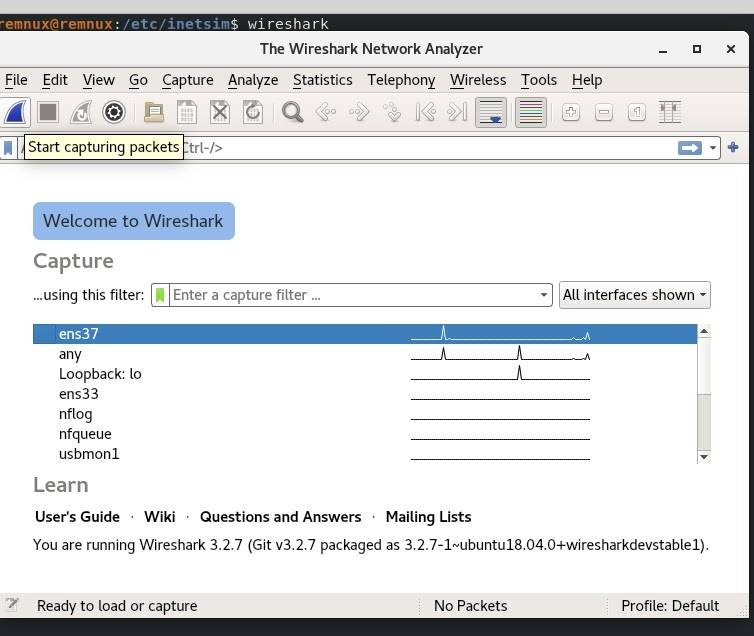 remnux@remnux:/etc/inetsim$ wireshark
The Wireshark Network Analyzer
File Edit View Go Capture Analyze Statistics Telephony Wireless Tools Help
Start capturing packets Ctrl-/>
Welcome to Wireshark
Capture
...using this filter: Enter a capture filter ... All interfaces shown
ens37
any
Loopback: lo
ens33
nflog
nfqueue
usbmon1
Learn
User's Guide · Wiki · Questions and Answers · Mailing Lists
You are running Wireshark 3.2.7 (Git v3.2.7 packaged as 3.2.7-1~ubuntu18.04.0+wiresharkdevstable1).
Ready to load or capture No Packets Profile: Default